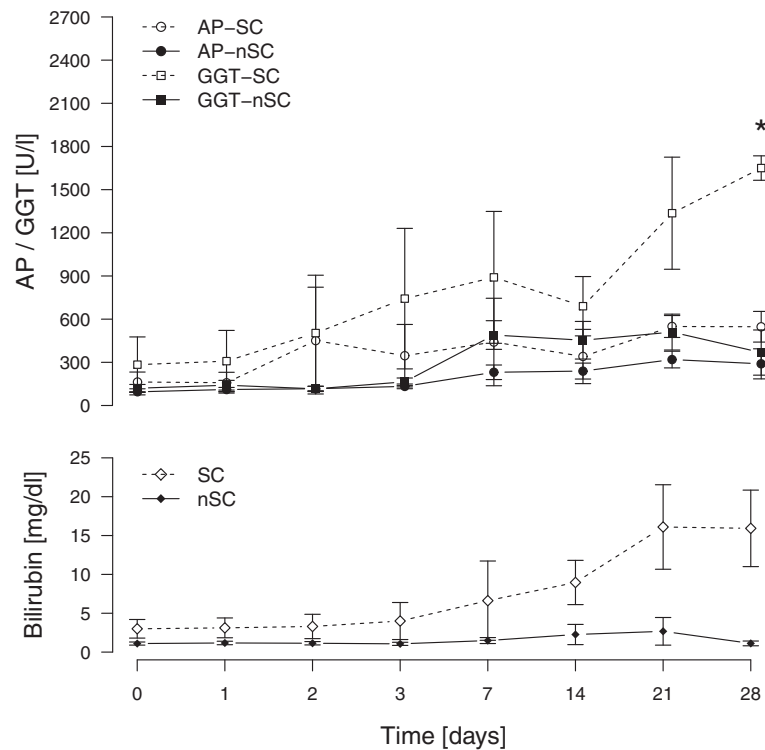 2700
2400
2100
1800
1500
1200
900
600
300
0
AP / GGT [U/l]
AP–SC
AP–nSC
GGT–SC
GGT–nSC
*
25
20
15
10
5
0
Bilirubin [mg/dl]
SC
nSC
0 1 2 3 7 14 21 28
Time [days]